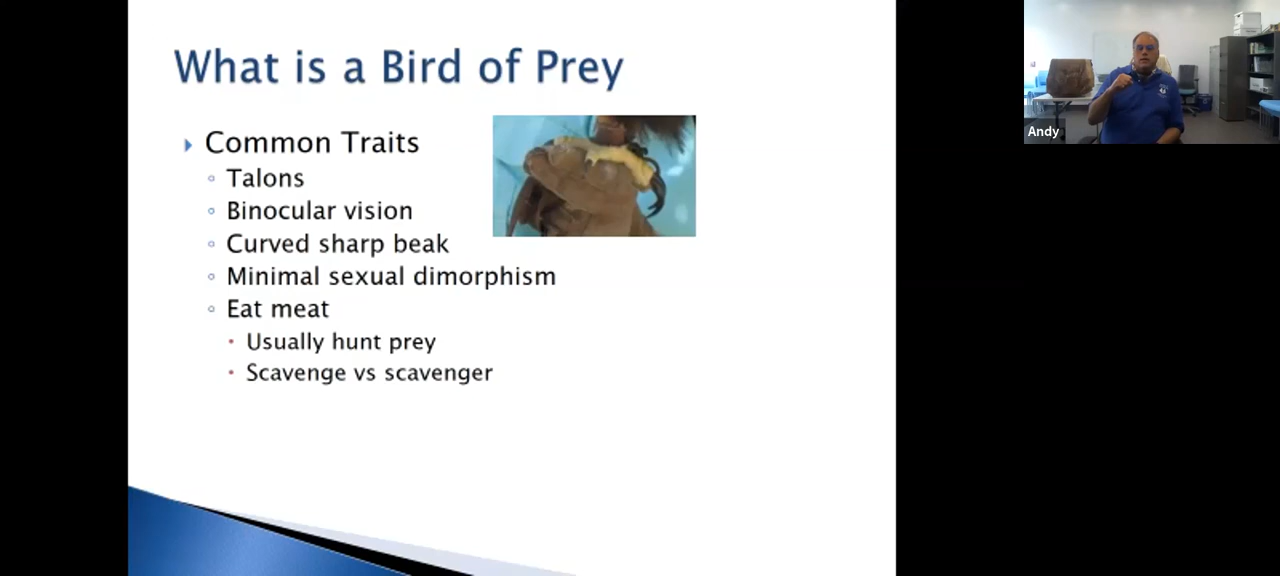 What is a Bird of Prey
Common Traits
Talons
Binocular vision
Curved sharp beak
Minimal sexual dimorphism
Eat meat
Usually hunt prey
Scavenge vs scavenger
Andy